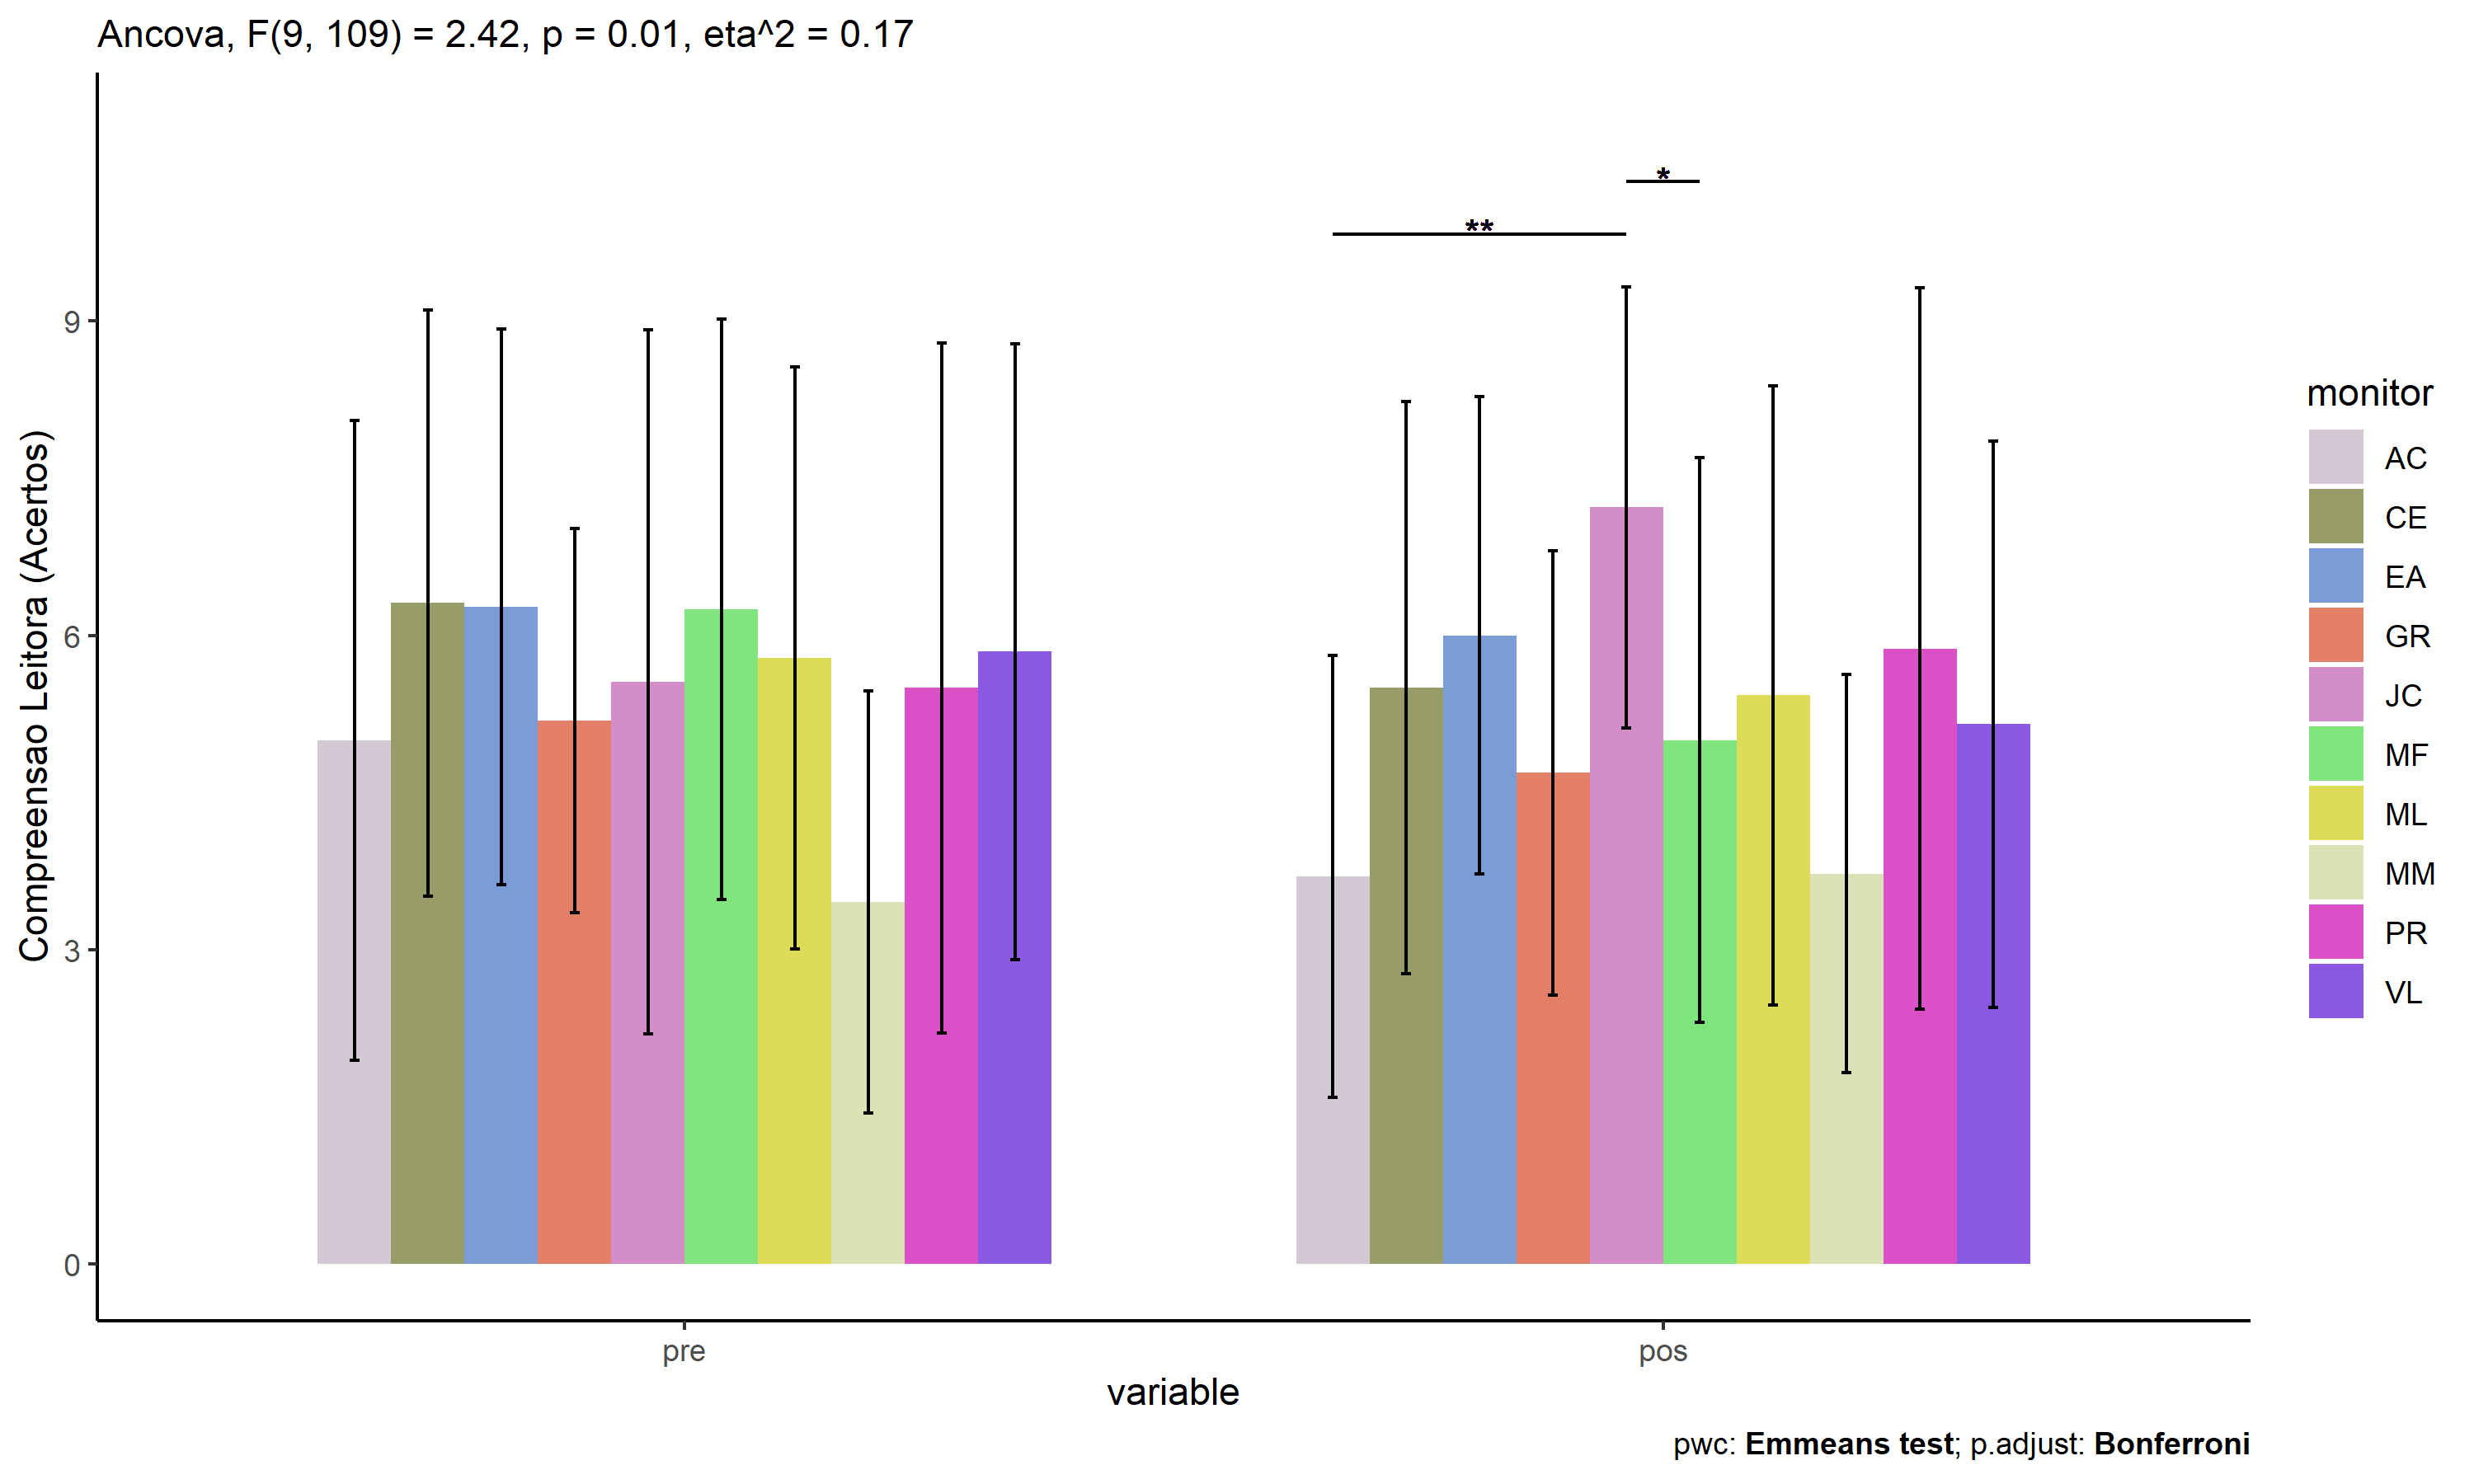 Ancova, F(9, 109) = 2.42, p = 0.01, eta^2 = 0.17
Compreensao Leitora (Acertos)
9
6
3
0
**
*
pre
pos
variable
monitor
AC
CE
EA
GR
JC
MF
ML
MM
PR
VL
pwc: Emmeans test; p.adjust: Bonferroni